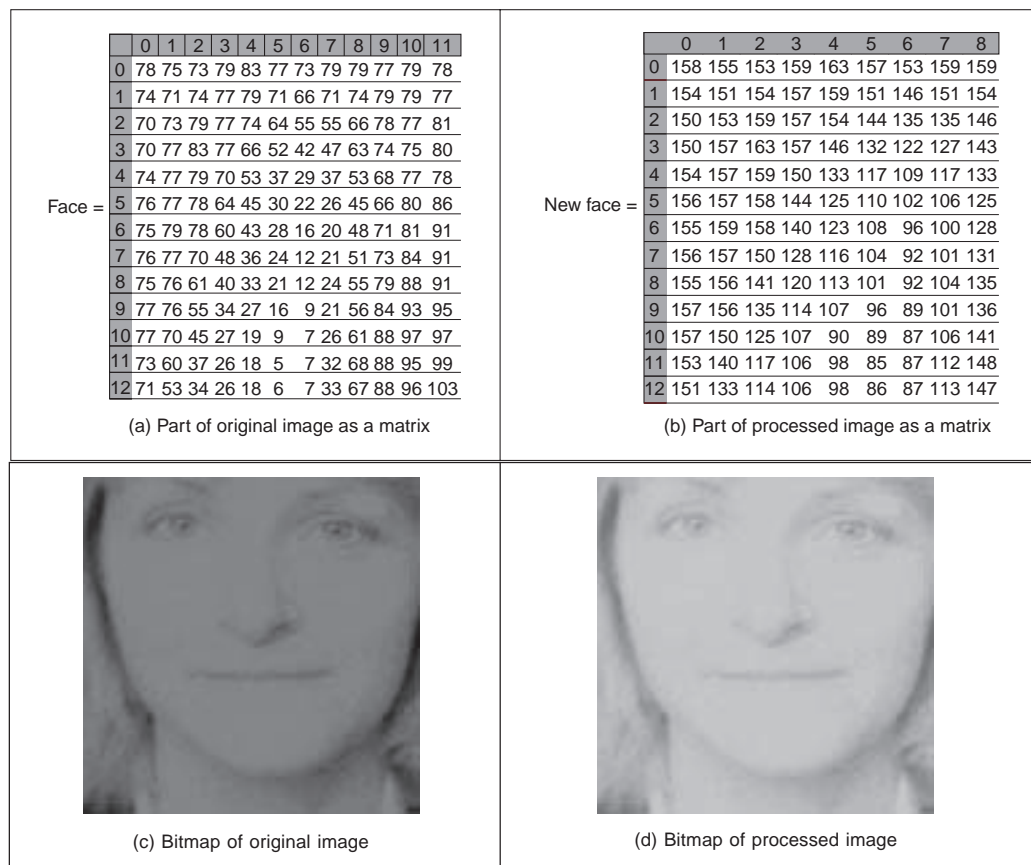 0 1 2 3 4 5 6 7 8 9 10 11
0 78 75 73 79 83 77 73 79 79 77 79 78
1 74 71 74 77 79 71 66 71 74 79 79 77
2 70 73 79 77 74 64 55 55 66 78 77 81
3 70 77 83 77 66 52 42 47 63 74 75 80
4 74 77 79 70 53 37 29 37 53 68 77 78
Face = 5 76 77 78 64 45 30 22 26 45 66 80 86
6 75 79 78 60 43 28 16 20 48 71 81 91
7 76 77 70 48 36 24 12 21 51 73 84 91
8 75 76 61 40 33 21 12 24 55 79 88 91
9 77 76 55 34 27 16 9 21 56 84 93 95
10 77 70 45 27 19 9 7 26 61 88 97 97
11 73 60 37 26 18 5 7 32 68 88 95 99
12 71 53 34 26 18 6 7 33 67 88 96 103
(a) Part of original image as a matrix
0 1 2 3 4 5 6 7 8
0 158 155 153 159 163 157 153 159 159
1 154 151 154 157 159 151 146 151 154
2 150 153 159 157 154 144 135 135 146
3 150 157 163 157 146 132 122 127 143
4 154 157 159 150 133 117 109 117 133
New face = 5 156 157 158 144 125 110 102 106 125
6 155 159 158 140 123 108 96 100 128
7 156 157 150 128 116 104 92 101 131
8 155 156 141 120 113 101 92 104 135
9 157 156 135 114 107 96 89 101 136
10 157 150 125 107 90 89 87 106 141
11 153 140 117 106 98 85 87 112 148
12 151 133 114 106 98 86 87 113 147
(b) Part of processed image as a matrix
(c) Bitmap of original image
(d) Bitmap of processed image